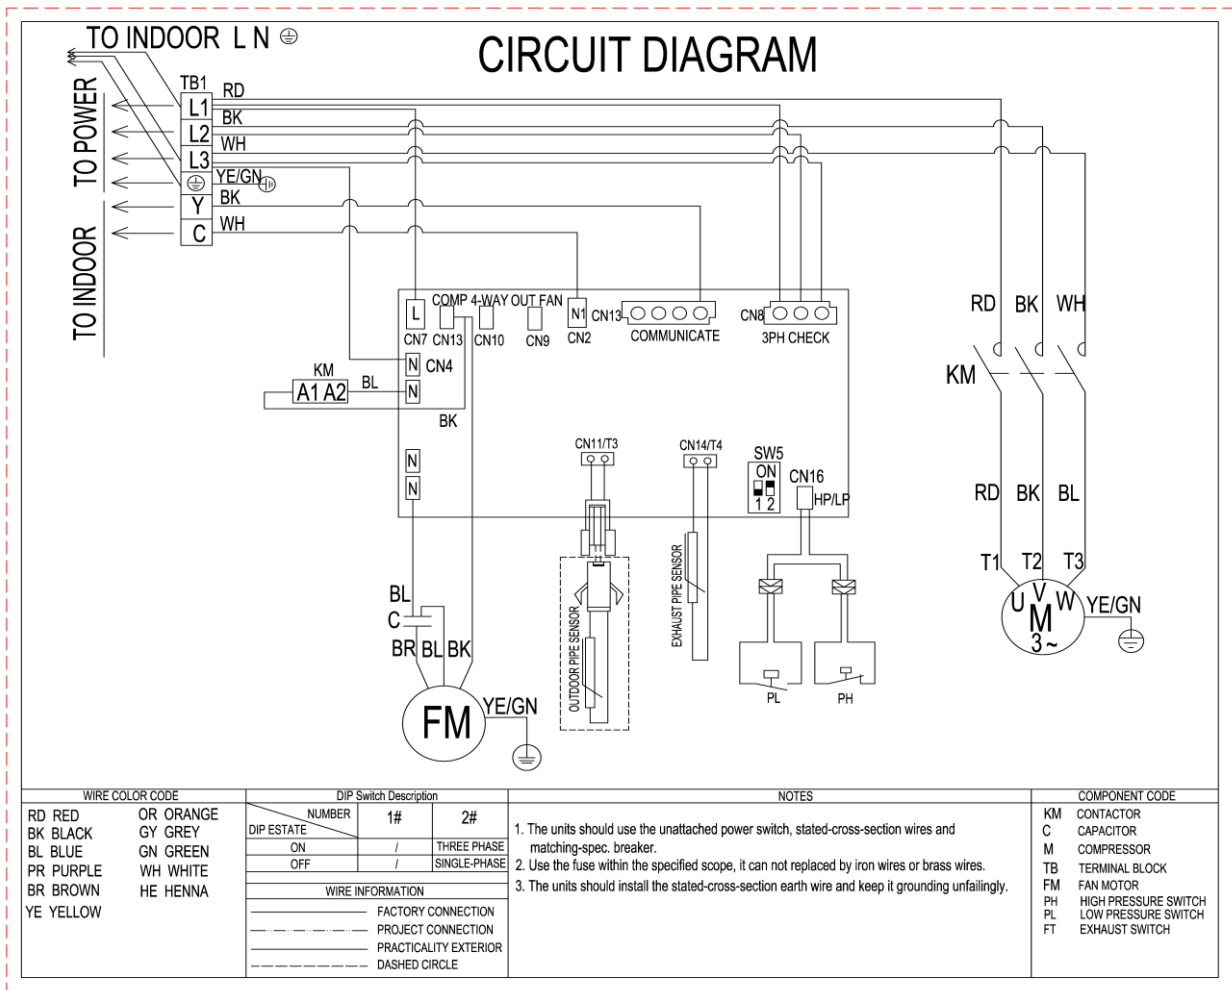 TO INDOOR L N
CIRCUIT DIAGRAM
TB1
TO POWER
TO INDOOR
L1
L2
L3
Y
C
RD
BK
WH
YE/GN
BK
WH
COMP 4-WAY OUT FAN
L
CN7
CN13
CN10
CN9
N1
CN2
CN13
COMMUNICATE
CN8
3PH CHECK
N
CN4
N
KM
A1 A2
BL
BK
N
N
CN11/T3
CN14/T4
SW5
ON
1 2
CN16
HP/LP
RD
BK
WH
KM
RD
BK
BL
T1
T2
T3
U
V
W
M
3~
YE/GN
BL
C
BR
BL
BK
FM
YE/GN
OUTDOOR PIPE SENSOR
EXHAUST PIPE SENSOR
PL
PH
WIRE COLOR CODE
RD RED
OR ORANGE
BK BLACK
GY GREY
BL BLUE
GN GREEN
PR PURPLE
WH WHITE
BR BROWN
HE HENNA
YE YELLOW
DIP Switch Description
NUMBER
DIP ESTATE
1#
2#
ON
/
THREE PHASE
OFF
/
SINGLE-PHASE
WIRE INFORMATION
FACTORY CONNECTION
PROJECT CONNECTION
PRACTICALITY EXTERIOR
DASHED CIRCLE
NOTES
1. The units should use the unattached power switch, stated-cross-section wires and
matching-spec. breaker.
2. Use the fuse within the specified scope, it can not replaced by iron wires or brass wires.
3. The units should install the stated-cross-section earth wire and keep it grounding unfailingly.
COMPONENT CODE
KM CONTACTOR
C CAPACITOR
M COMPRESSOR
TB TERMINAL BLOCK
FM FAN MOTOR
PH HIGH PRESSURE SWITCH
PL LOW PRESSURE SWITCH
FT EXHAUST SWITCH